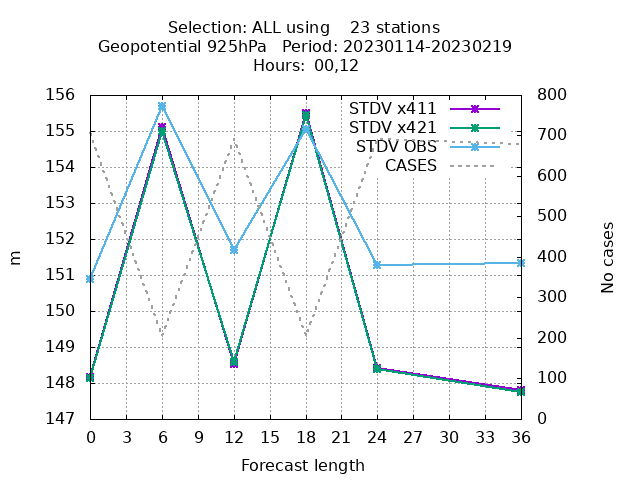 Selection: ALL using    23 stations
Geopotential 925hPa   Period: 20230114-20230219
Hours:  00,12
156
155
154
153
152
151
150
149
148
147
800
700
600
500
400
300
200
100
0
STDV x411
STDV x421
STDV OBS
CASES
m
No cases
0 3 6 9 12 15 18 21 24 27 30 33 36
Forecast length